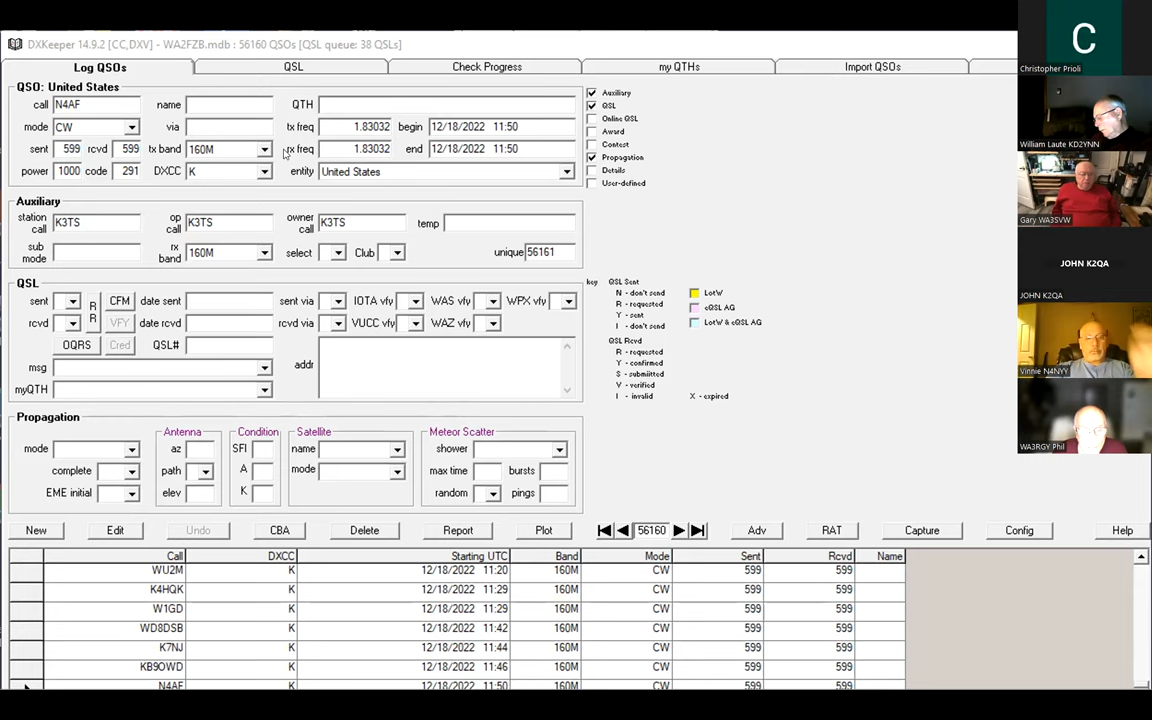 DXKeeper 14.9.2 [CC,DXV] - WA2FZB.mdb : 56160 QSOs [QSL queue: 38 QSLs]
Log QSOs QSL Check Progress my QTHs Import QSOs
QSO: United States
call N4AF name QTH
mode CW via tx freq 1.83032 begin 12/18/2022 11:50
sent 599 rcvd 599 tx band 160M rx freq 1.83032 end 12/18/2022 11:50
power 1000 code 291 DXCC K entity United States
Auxiliary
QSL
Online QSL
Award
Contest
Propagation
Details
User-defined
Auxiliary
station call K3TS op call K3TS owner call K3TS temp
sub mode rx band 160M select Club unique 56161
QSL
sent R R CFM date sent sent via IOTA vfy WAS vfy WPX vfy
rcvd VFY date rcvd rcvd via VUCC vfy WAZ vfy
OQRS Cred QSL# addr
msg
myQTH
key QSL Sent
N - don't send LotW
R - requested eQSL AG
Y - sent LotW & eQSL AG
I - don't send
QSL Rcvd
R - requested
Y - confirmed
S - submitted
V - verified
I - invalid X - expired
Propagation
Antenna Condition Satellite Meteor Scatter
mode az SFI name shower
complete path A mode max time bursts
EME initial elev K random pings
New Edit Undo CBA Delete Report Plot 56160 Adv RAT Capture Config Help
Call DXCC Starting UTC Band Mode Sent Rcvd Name
WU2M K 12/18/2022 11:20 160M CW 599 599
K4HQK K 12/18/2022 11:29 160M CW 599 599
W1GD K 12/18/2022 11:29 160M CW 599 599
WD8DSB K 12/18/2022 11:42 160M CW 599 599
K7NJ K 12/18/2022 11:44 160M CW 599 599
KB9OWD K 12/18/2022 11:46 160M CW 599 599
N4AF K 12/18/2022 11:50 160M CW 599 599
C
Christopher Prioli
William Laute KD2YNN
Gary WA3SVW
JOHN K2QA
JOHN K2QA
Vinnie N4NYY
WA3RGY Phil